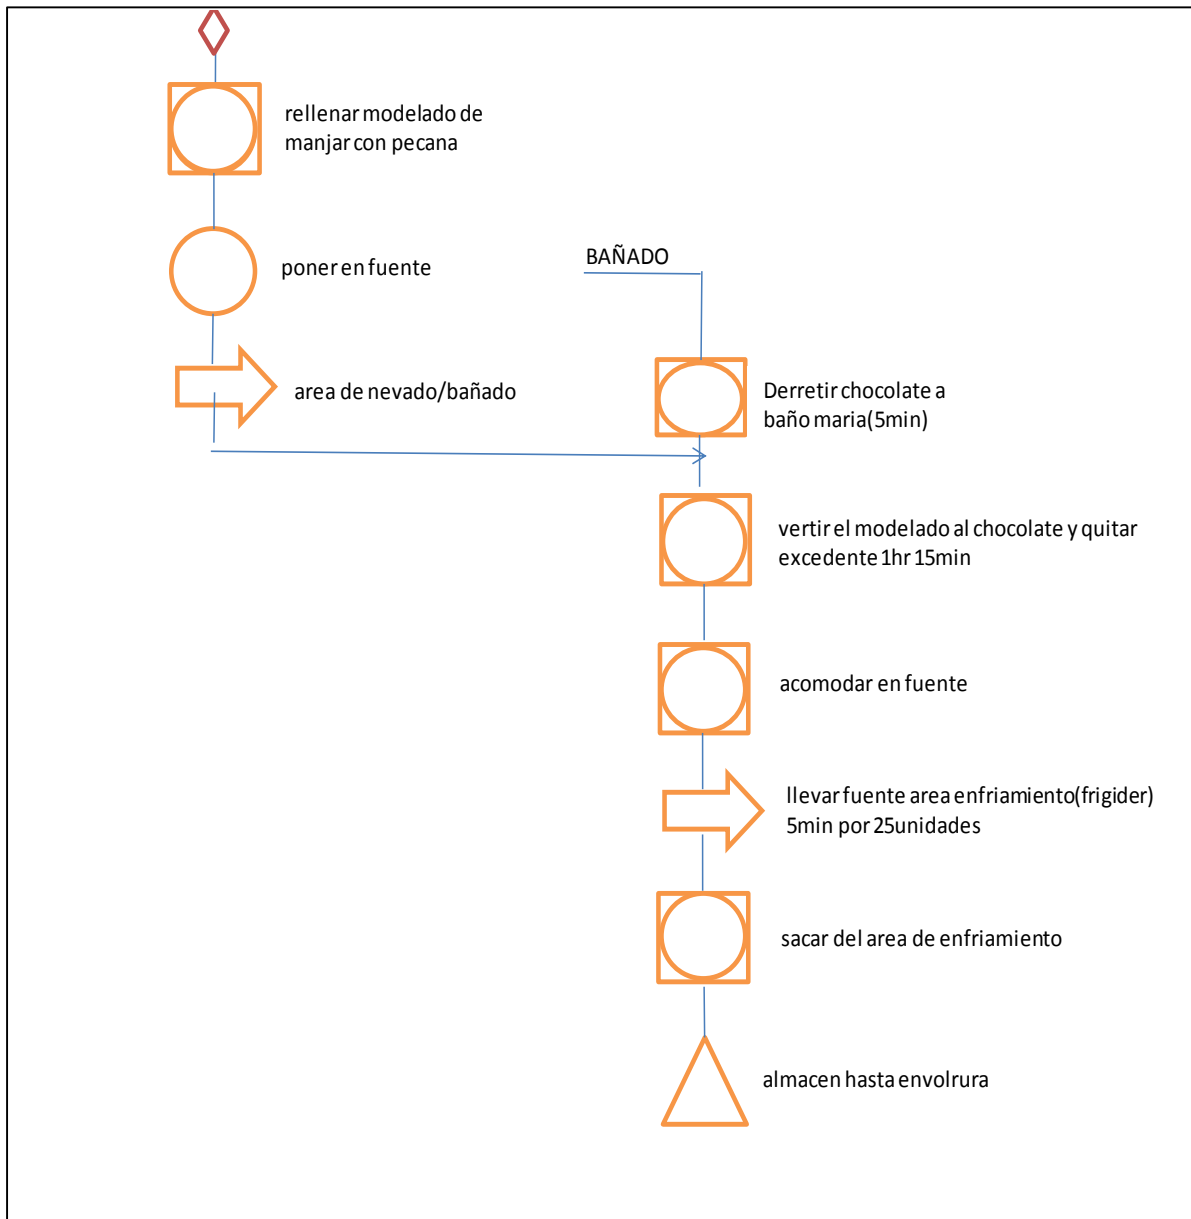 rellenar modelado de
manjar con pecana
poner en fuente
area de nevado/bañado
BAÑADO
Derretir chocolate a
baño maria(5min)
vertir el modelado al chocolate y quitar
excedente 1hr 15min
acomodar en fuente
llevar fuente area enfriamiento(frigider)
5min por 25unidades
sacar del area de enfriamiento
almacen hasta envolrura